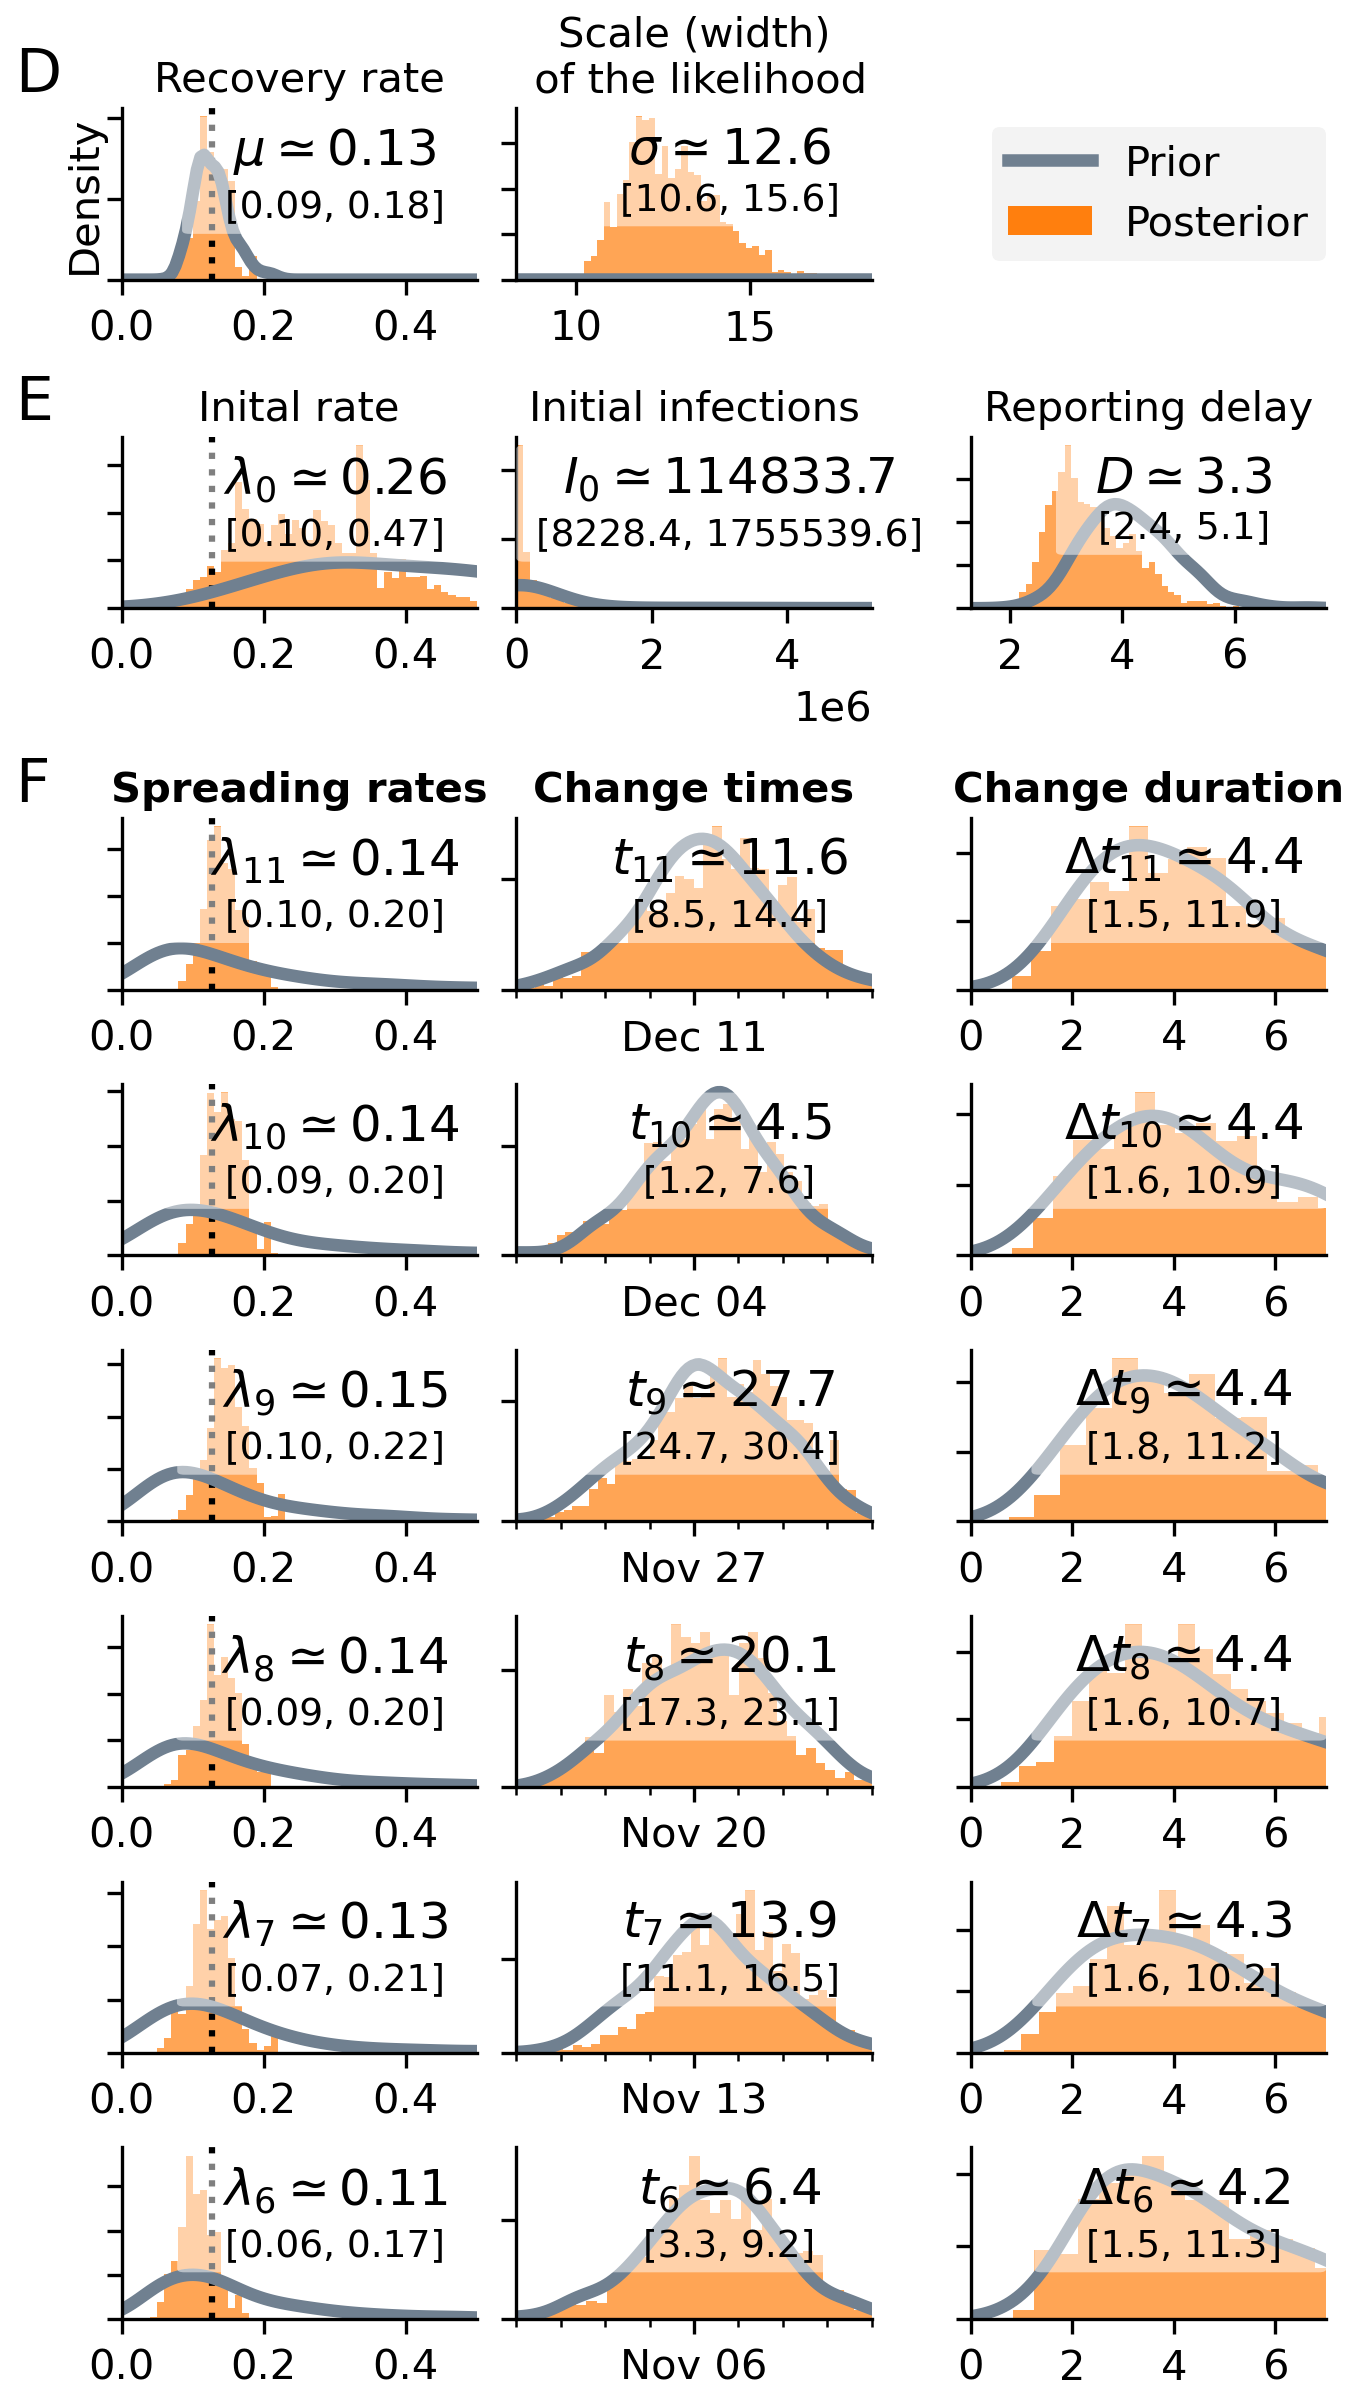 D
Recovery rate
Scale (width)
of the likelihood
Density
μ ≃ 0.13
[0.09, 0.18]
σ ≃ 12.6
[10.6, 15.6]
Prior
Posterior
0.0 0.2 0.4
10 15
E
Inital rate
Initial infections
Reporting delay
λ₀ ≃ 0.26
[0.10, 0.47]
I₀ ≃ 114833.7
[8228.4, 1755539.6]
D ≃ 3.3
[2.4, 5.1]
0.0 0.2 0.4
0 2 4
1e6
2 4 6
F
Spreading rates
Change times
Change duration
λ₁₁ ≃ 0.14
[0.10, 0.20]
t₁₁ ≃ 11.6
[8.5, 14.4]
Δt₁₁ ≃ 4.4
[1.5, 11.9]
0.0 0.2 0.4
Dec 11
0 2 4 6
λ₁₀ ≃ 0.14
[0.09, 0.20]
t₁₀ ≃ 4.5
[1.2, 7.6]
Δt₁₀ ≃ 4.4
[1.6, 10.9]
0.0 0.2 0.4
Dec 04
0 2 4 6
λ₉ ≃ 0.15
[0.10, 0.22]
t₉ ≃ 27.7
[24.7, 30.4]
Δt₉ ≃ 4.4
[1.8, 11.2]
0.0 0.2 0.4
Nov 27
0 2 4 6
λ₈ ≃ 0.14
[0.09, 0.20]
t₈ ≃ 20.1
[17.3, 23.1]
Δt₈ ≃ 4.4
[1.6, 10.7]
0.0 0.2 0.4
Nov 20
0 2 4 6
λ₇ ≃ 0.13
[0.07, 0.21]
t₇ ≃ 13.9
[11.1, 16.5]
Δt₇ ≃ 4.3
[1.6, 10.2]
0.0 0.2 0.4
Nov 13
0 2 4 6
λ₆ ≃ 0.11
[0.06, 0.17]
t₆ ≃ 6.4
[3.3, 9.2]
Δt₆ ≃ 4.2
[1.5, 11.3]
0.0 0.2 0.4
Nov 06
0 2 4 6